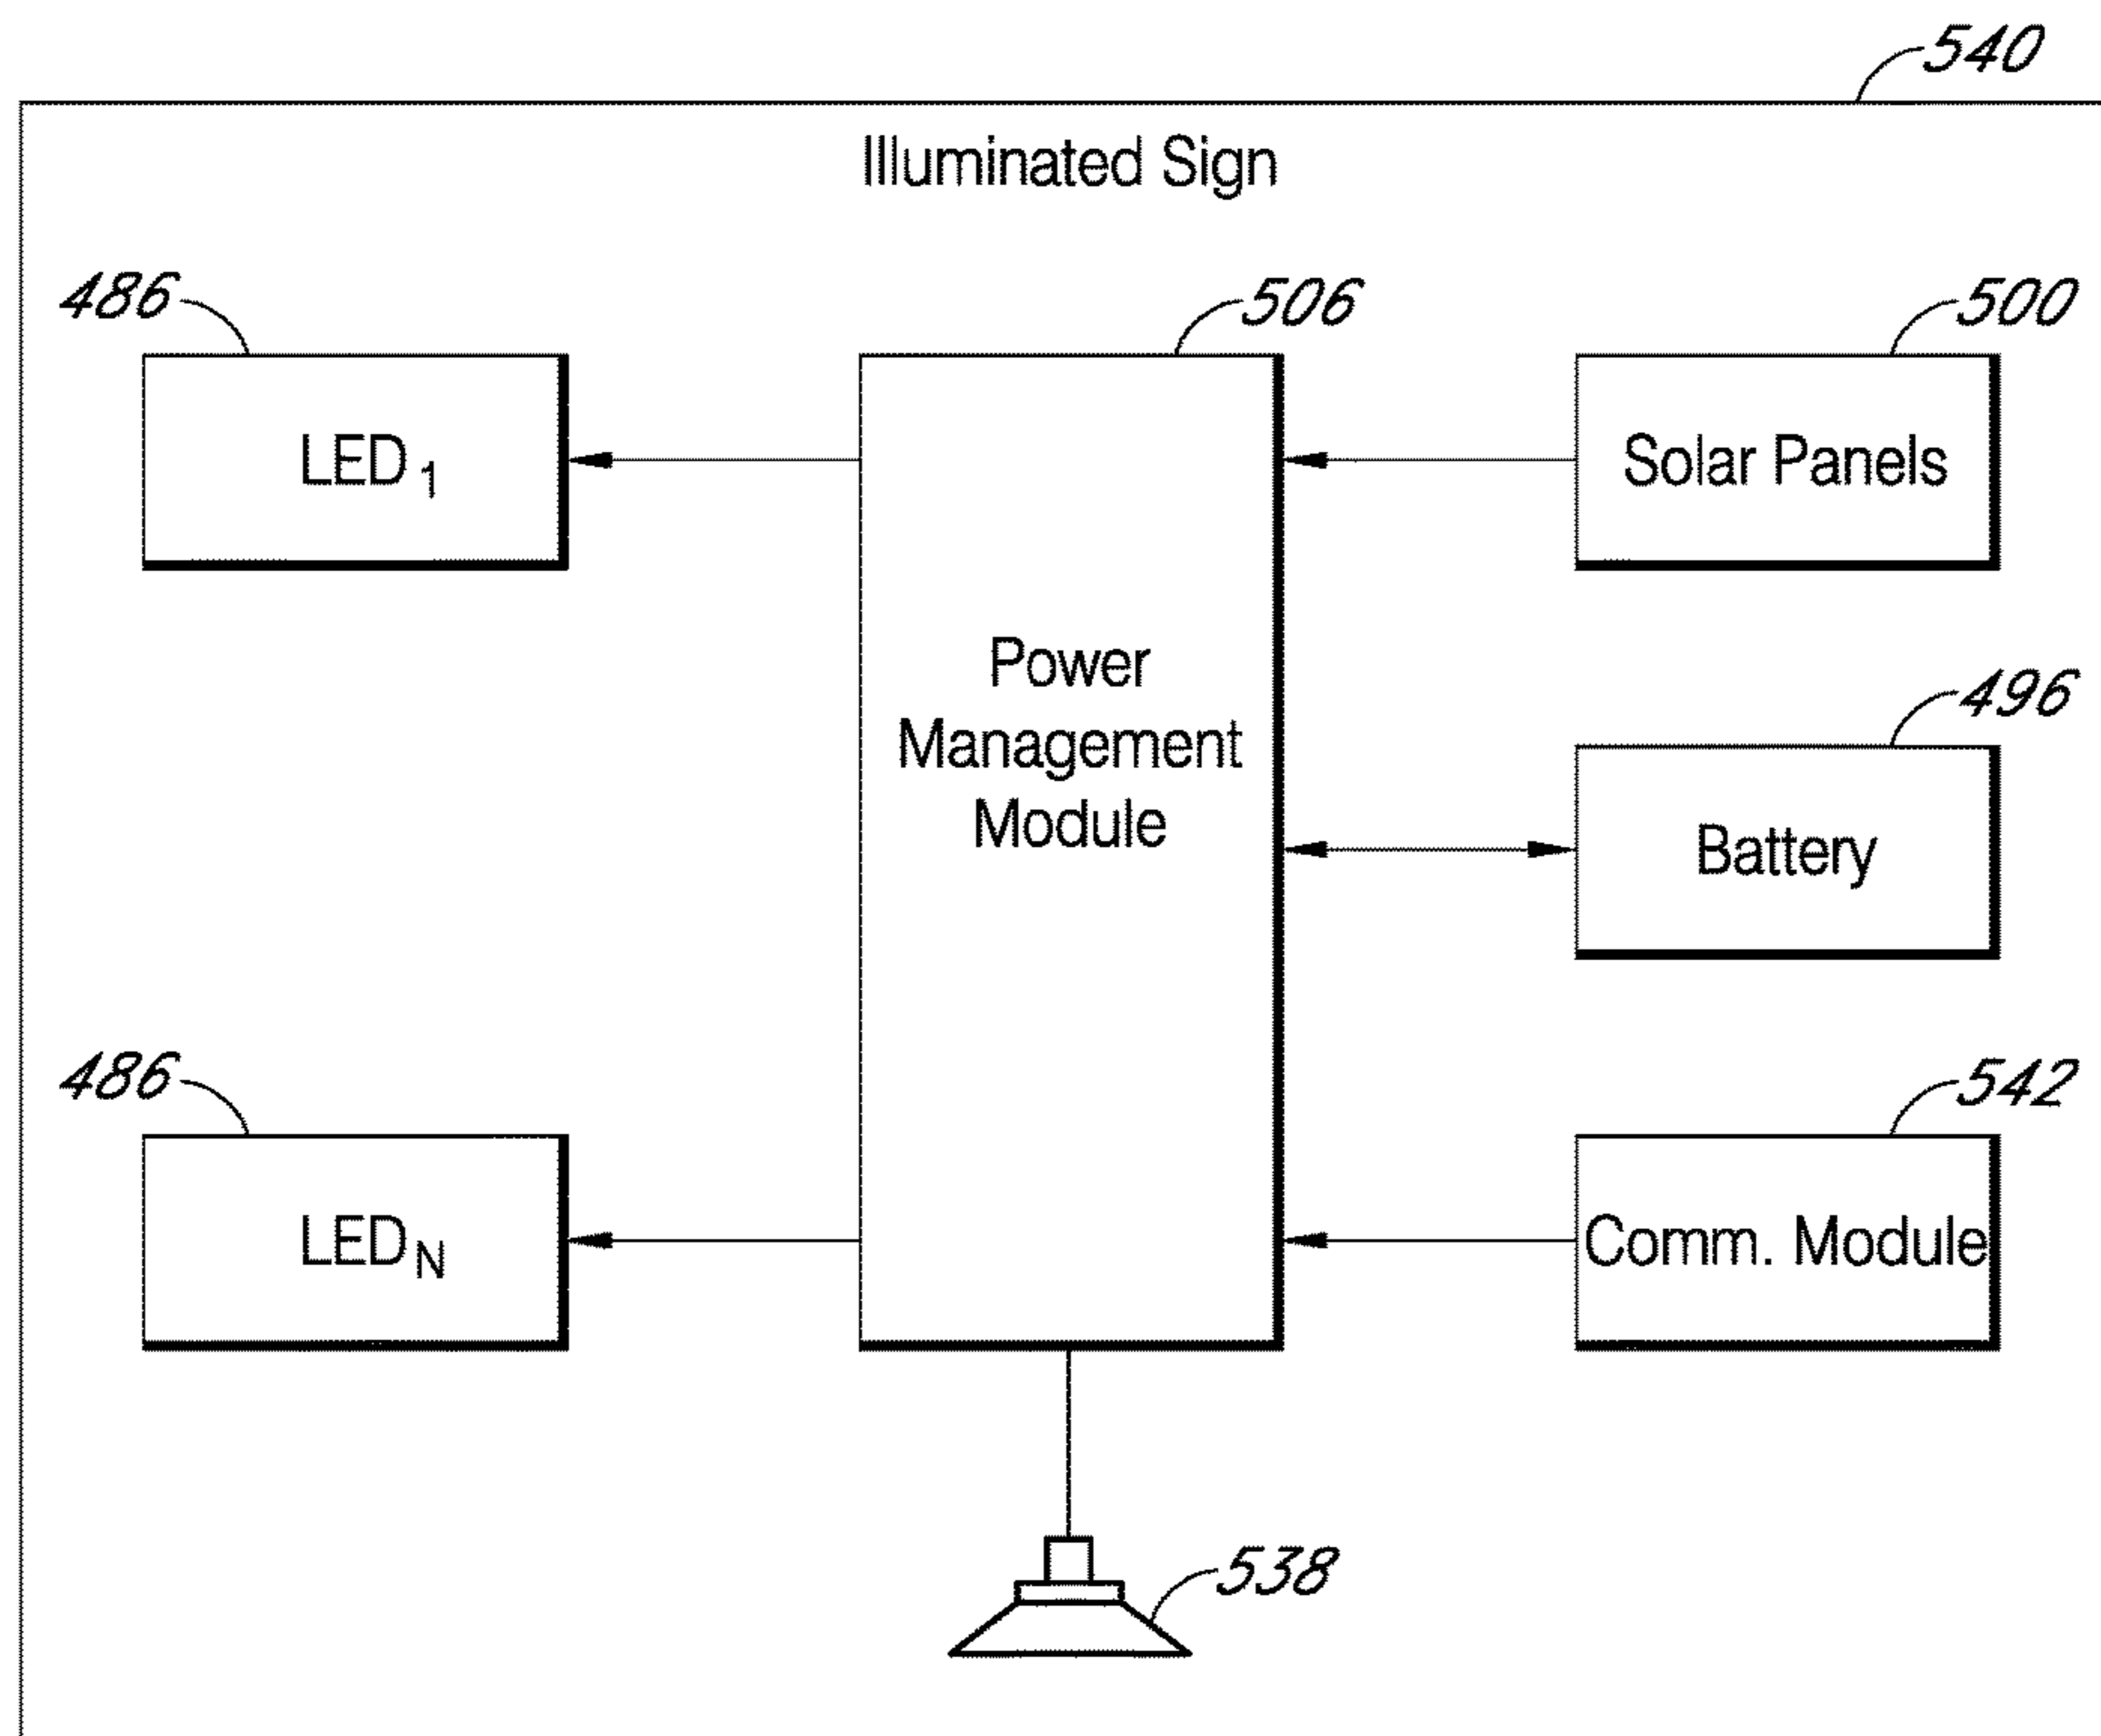 540
Illuminated Sign
486
506
500
LED1
Solar Panels
Power
Management
Module
496
Battery
486
542
LEDN
Comm. Module
538